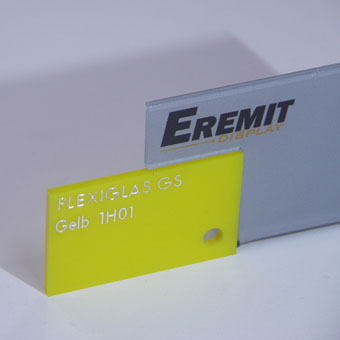 EREMIT
DISPLAY
PLEXIGLAS GS
Gelb 1H01